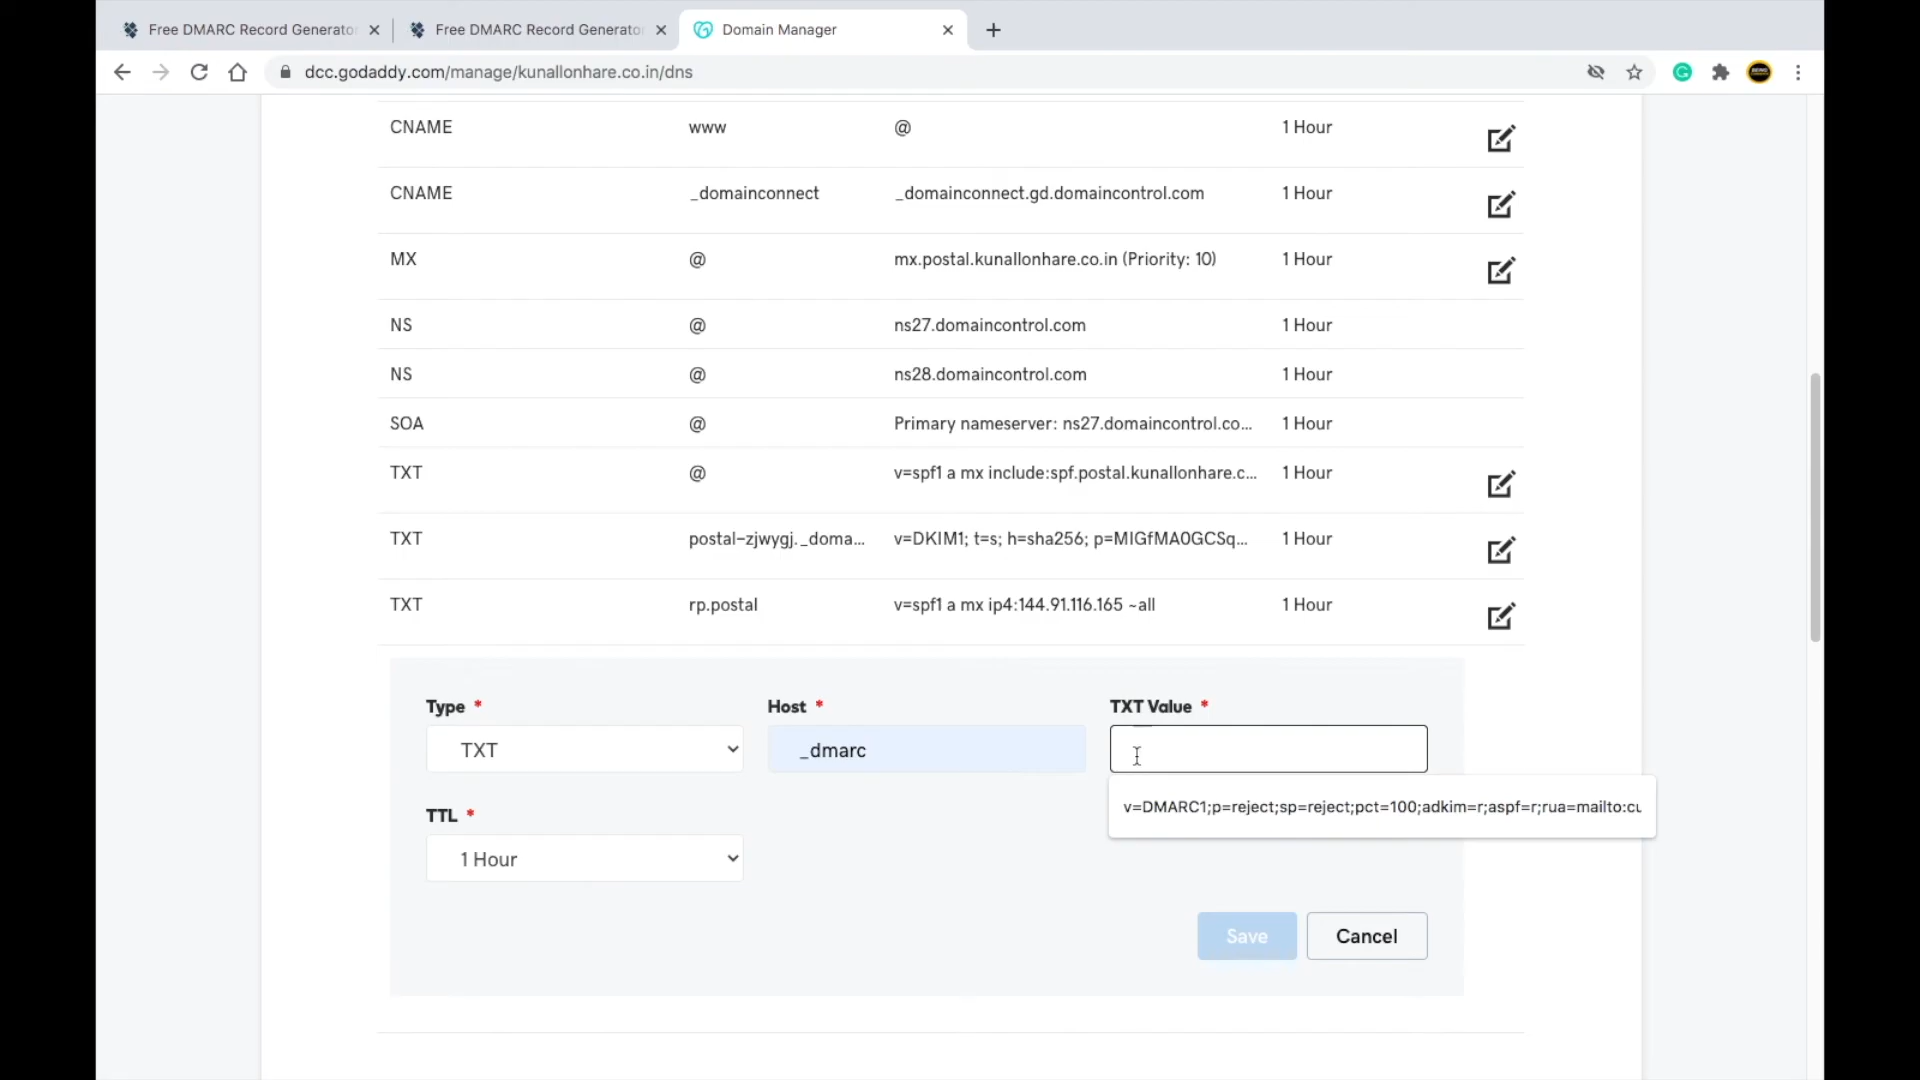 Free DMARC Record Generator
Free DMARC Record Generato
Domain Manager
dcc.godaddy.com/manage/kunallonhare.co.in/dns
CNAME www @ 1 Hour
CNAME _domainconnect _domainconnect.gd.domaincontrol.com 1 Hour
MX @ mx.postal.kunallonhare.co.in (Priority: 10) 1 Hour
NS @ ns27.domaincontrol.com 1 Hour
NS @ ns28.domaincontrol.com 1 Hour
SOA @ Primary nameserver: ns27.domaincontrol.co... 1 Hour
TXT @ v=spf1 a mx include:spf.postal.kunallonhare.c... 1 Hour
TXT postal-zjwygj._doma... v=DKIM1; t=s; h=sha256; p=MIGfMA0GCSq... 1 Hour
TXT rp.postal v=spf1 a mx ip4:144.91.116.165 ~all 1 Hour
Type * Host * TXT Value *
TXT _dmarc
v=DMARC1;p=reject;sp=reject;pct=100;adkim=r;aspf=r;rua=mailto:cu
TTL *
1 Hour
Save Cancel